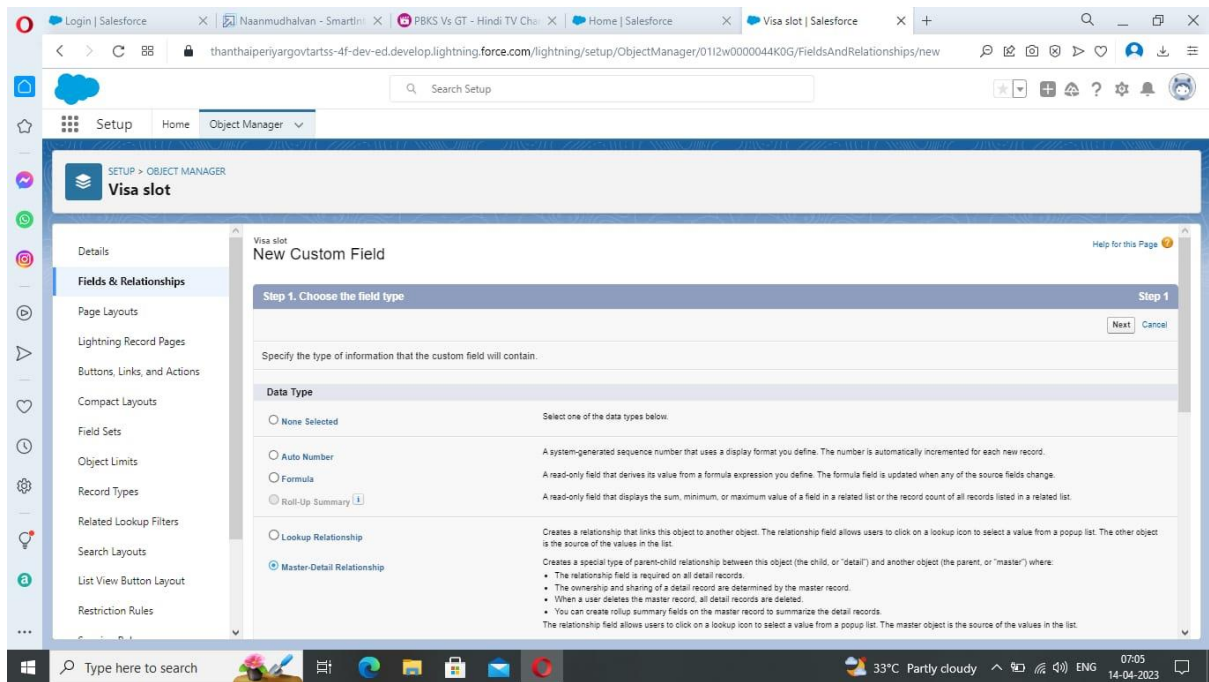 Login | Salesforce
Naanmudhalvan - SmartInt
PBKS Vs GT - Hindi TV Cha
Home | Salesforce
Visa slot | Salesforce
thanthaiperiyargovtartss-4f-dev-ed.develop.lightning.force.com/lightning/setup/ObjectManager/01I2w0000044K0G/FieldsAndRelationships/new
Search Setup
Setup
Home
Object Manager
SETUP > OBJECT MANAGER
Visa slot
Details
Fields & Relationships
Page Layouts
Lightning Record Pages
Buttons, Links, and Actions
Compact Layouts
Field Sets
Object Limits
Record Types
Related Lookup Filters
Search Layouts
List View Button Layout
Restriction Rules
Visa slot
New Custom Field
Help for this Page
Step 1. Choose the field type
Step 1
Next
Cancel
Specify the type of information that the custom field will contain.
Data Type
None Selected
Select one of the data types below.
Auto Number
A system-generated sequence number that uses a display format you define. The number is automatically incremented for each new record.
Formula
A read-only field that derives its value from a formula expression you define. The formula field is updated when any of the source fields change.
Roll-Up Summary i
A read-only field that displays the sum, minimum, or maximum value of a field in a related list or the record count of all records listed in a related list.
Lookup Relationship
Creates a relationship that links this object to another object. The relationship field allows users to click on a lookup icon to select a value from a popup list. The other object
is the source of the values in the list.
Master-Detail Relationship
Creates a special type of parent-child relationship between this object (the child, or "detail") and another object (the parent, or "master") where:
• The relationship field is required on all detail records.
• The ownership and sharing of a detail record are determined by the master record.
• When a user deletes the master record, all detail records are deleted.
• You can create rollup summary fields on the master record to summarize the detail records.
The relationship field allows users to click on a lookup icon to select a value from a popup list. The master object is the source of the values in the list.
Type here to search
33°C Partly cloudy
ENG
07:05
14-04-2023